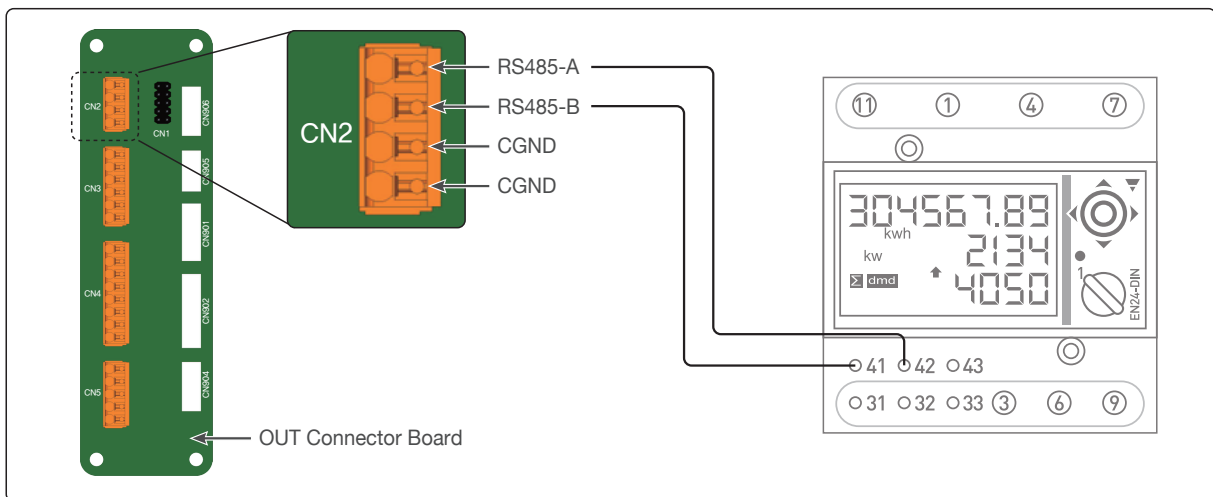 CN2
CN1
CN906
CN3
CN905
CN901
CN4
CN902
CN5
CN904
CN2
RS485-A
RS485-B
CGND
CGND
OUT Connector Board
11 1 4 7
304567.89
kwh
2134
kw
Σ dmd
4050
1
EN24-DIN
41 42 43
31 32 33 3 6 9